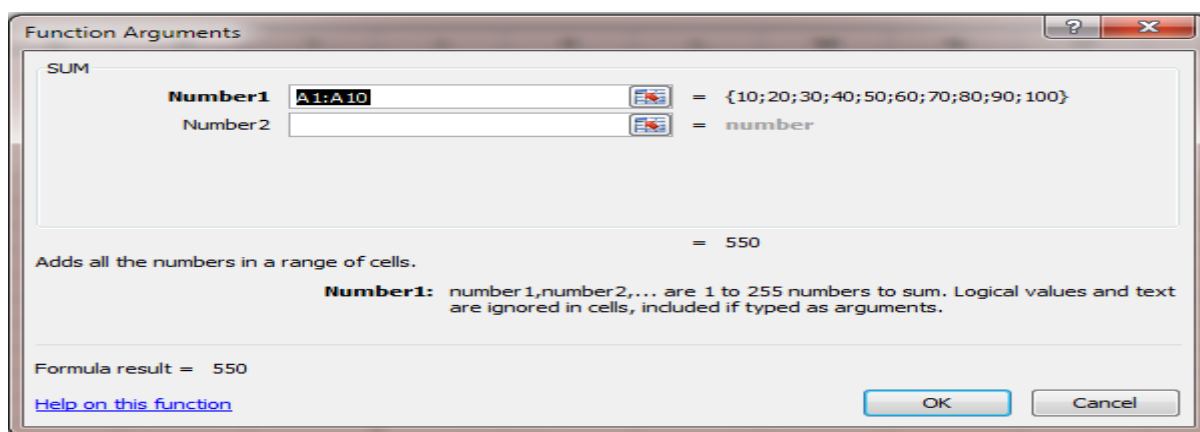 Function Arguments
?
SUM
Number1 A1:A10 = {10;20;30;40;50;60;70;80;90;100}
Number2 = number
= 550
Adds all the numbers in a range of cells.
Number1: number1,number2,... are 1 to 255 numbers to sum. Logical values and text
are ignored in cells, included if typed as arguments.
Formula result = 550
Help on this function
OK Cancel